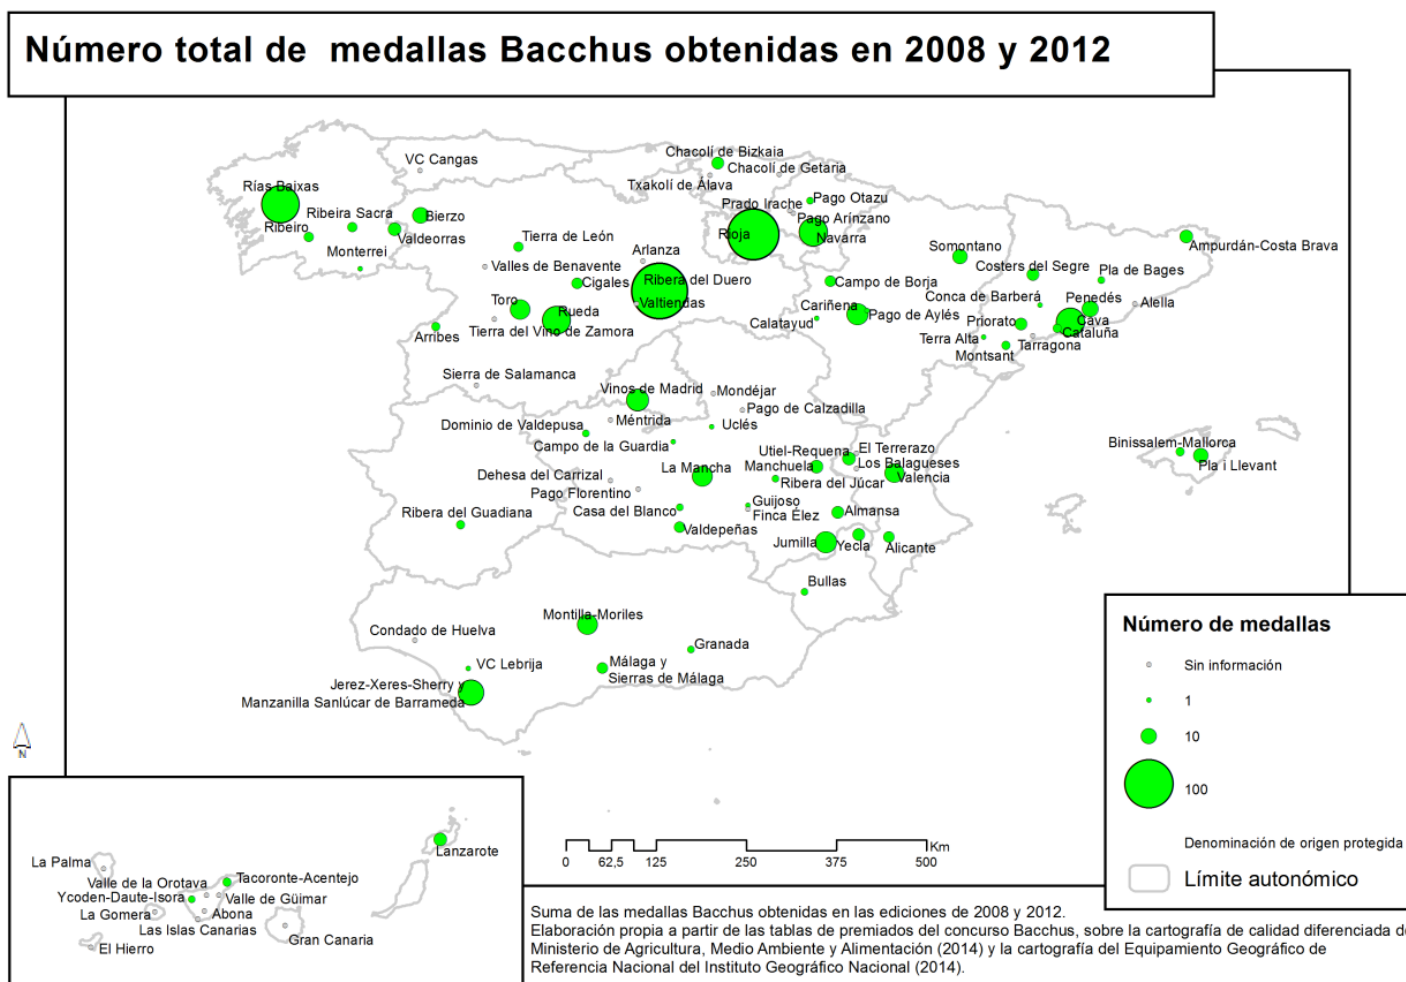 Número total de medallas Bacchus obtenidas en 2008 y 2012
VC Cangas
Chacolí de Bizkaia
Chacolí de Getaria
Txakolí de Álava
Rías Baixas
Ribeira Sacra
Ribeiro
Bierzo
Valdeorras
Monterrei
Tierra de León
Valles de Benavente
Arlanza
Cigales
Ribera del Duero
Valtiendas
Toro
Rueda
Tierra del Vino de Zamora
Arribes
Sierra de Salamanca
Prado Irache
Pago Otazu
Pago Arínzano
Rioja
Navarra
Somontano
Campo de Borja
Cariñena
Pago de Aylés
Calatayud
Ampurdán-Costa Brava
Costers del Segre
Pla de Bages
Conca de Barberá
Penedés
Alella
Priorato
Cava
Cataluña
Terra Alta
Tarragona
Montsant
Vinos de Madrid
Mondéjar
Pago de Calzadilla
Méntrida
Dominio de Valdepusa
Uclés
Campo de la Guardia
La Mancha
Dehesa del Carrizal
Pago Florentino
Casa del Blanco
Valdepeñas
Ribera del Guadiana
Utiel-Requena
El Terrerazo
Manchuela
Los Balagueses
Valencia
Ribera del Júcar
Guijoso
Finca Élez
Almansa
Jumilla
Yecla
Alicante
Bullas
Binissalem-Mallorca
Pla i Llevant
Montilla-Moriles
Condado de Huelva
Granada
VC Lebrija
Málaga y
Sierras de Málaga
Jerez-Xeres-Sherry y
Manzanilla Sanlúcar de Barrameda
N
La Palma
Valle de la Orotava
Tacoronte-Acentejo
Ycoden-Daute-Isora
Valle de Güimar
La Gomera
Abona
Las Islas Canarias
El Hierro
Gran Canaria
Lanzarote
Número de medallas
Sin información
1
10
100
Denominación de origen protegida
Límite autonómico
Km
0 62,5 125 250 375 500
Suma de las medallas Bacchus obtenidas en las ediciones de 2008 y 2012.
Elaboración propia a partir de las tablas de premiados del concurso Bacchus, sobre la cartografía de calidad diferenciada de
Ministerio de Agricultura, Medio Ambiente y Alimentación (2014) y la cartografía del Equipamiento Geográfico de
Referencia Nacional del Instituto Geográfico Nacional (2014).